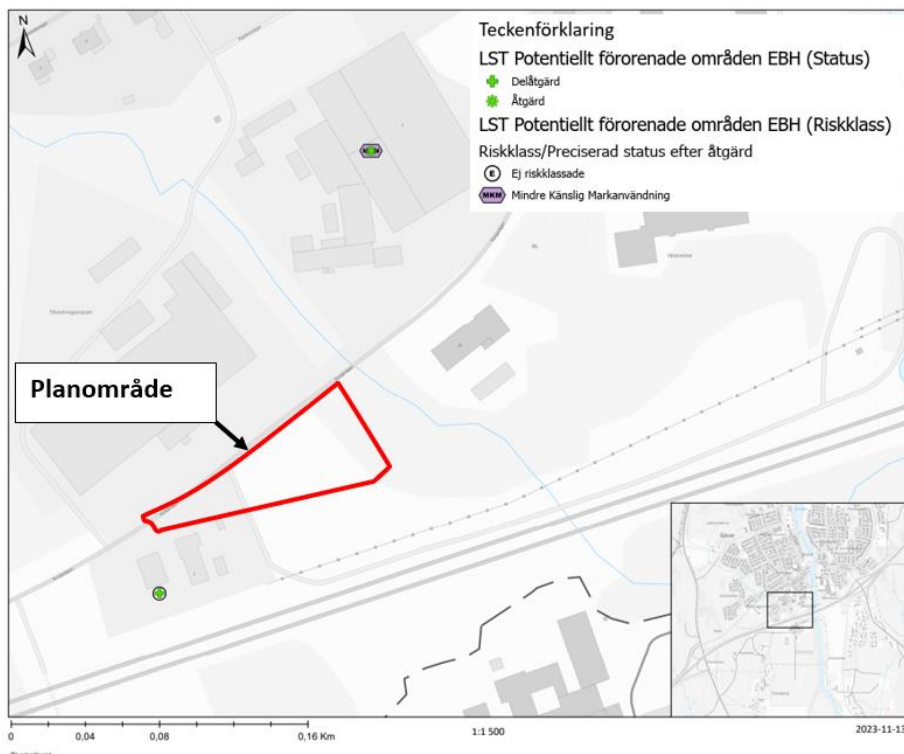 N
Teckenförklaring
LST Potentiellt förorenade områden EBH (Status)
Delåtgärd
Åtgärd
LST Potentiellt förorenade områden EBH (Riskklass)
Riskklass/Preciserad status efter åtgärd
E Ej riskklassade
MKM Mindre Känslig Markanvändning
Planområde
Sävar
0 0,04 0,08 0,16 Km
1:1 500
2023-11-13